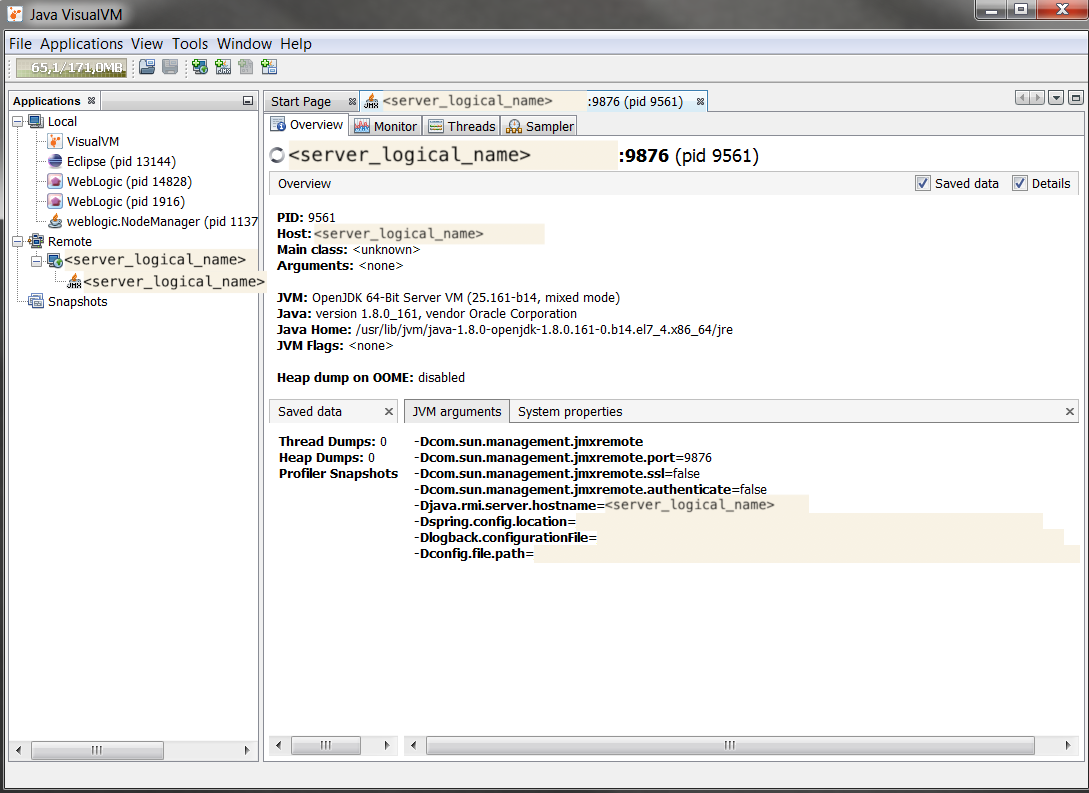 Java VisualVM
File Applications View Tools Window Help
65,1/171,0MB
Applications
Start Page
<server_logical_name> :9876 (pid 9561)
Local
VisualVM
Eclipse (pid 13144)
WebLogic (pid 14828)
WebLogic (pid 1916)
weblogic.NodeManager (pid 1137
Remote
<server_logical_name>
JMX <server_logical_name>
Snapshots
Overview Monitor Threads Sampler
<server_logical_name> :9876 (pid 9561)
Overview Saved data Details
PID: 9561
Host: <server_logical_name>
Main class: <unknown>
Arguments: <none>
JVM: OpenJDK 64-Bit Server VM (25.161-b14, mixed mode)
Java: version 1.8.0_161, vendor Oracle Corporation
Java Home: /usr/lib/jvm/java-1.8.0-openjdk-1.8.0.161-0.b14.el7_4.x86_64/jre
JVM Flags: <none>
Heap dump on OOME: disabled
Saved data
Thread Dumps: 0
Heap Dumps: 0
Profiler Snapshots
JVM arguments System properties
-Dcom.sun.management.jmxremote
-Dcom.sun.management.jmxremote.port=9876
-Dcom.sun.management.jmxremote.ssl=false
-Dcom.sun.management.jmxremote.authenticate=false
-Djava.rmi.server.hostname=<server_logical_name>
-Dspring.config.location=
-Dlogback.configurationFile=
-Dconfig.file.path=